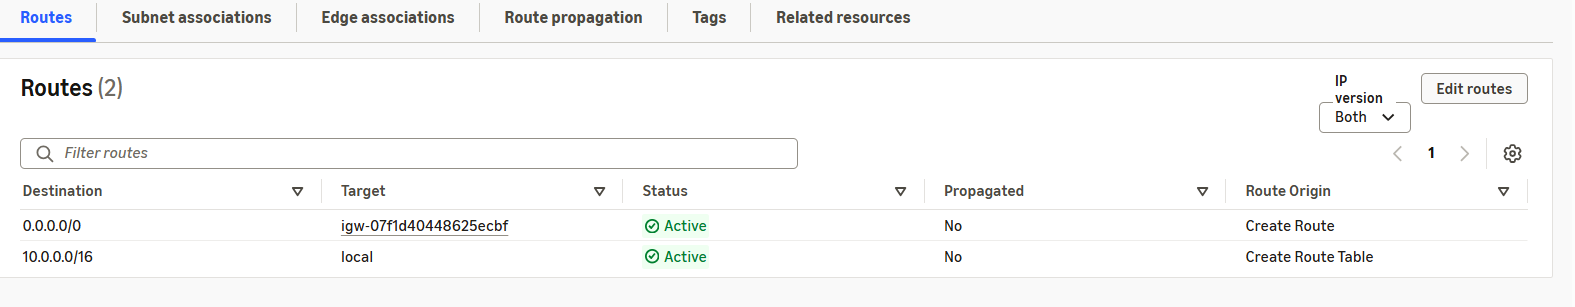 Routes Subnet associations Edge associations Route propagation Tags Related resources
Routes (2)
IP version
Both
Edit routes
Filter routes
1
Destination Target Status Propagated Route Origin
0.0.0.0/0 igw-07f1d40448625ecbf Active No Create Route
10.0.0.0/16 local Active No Create Route Table